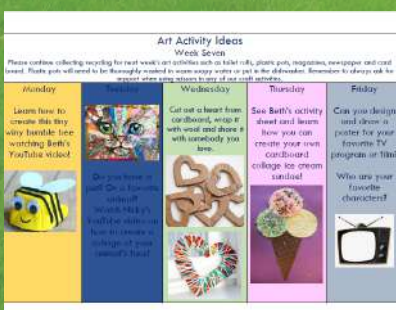 Art Activity Ideas
Week Seven
Please continue collecting recycling for next week's art activities such as toilet rolls, plastic pots, magazines, newspaper and card
board. Plastic pots will need to be thoroughly washed in warm soapy water or put in the dishwasher. Remember to always ask for
support when using scissors in any of our craft activities.
Monday
Learn how to
create this tiny
winy bumble bee
watching Beth's
YouTube video!
Tuesday
Do you have a
pet? Or a favorite
animal?
Watch
YouTube video on
how to create a
collage of your
animal's face!
Wednesday
Cut out a heart from
cardboard, wrap it
with wool and share it
with somebody you
love.
Thursday
See Beth's activity
sheet and learn
how you can
create your own
cardboard
collage ice cream
sundae!
Friday
Can you design
and draw a
poster for your
favorite TV
program or film?
Who are your
favorite
characters?